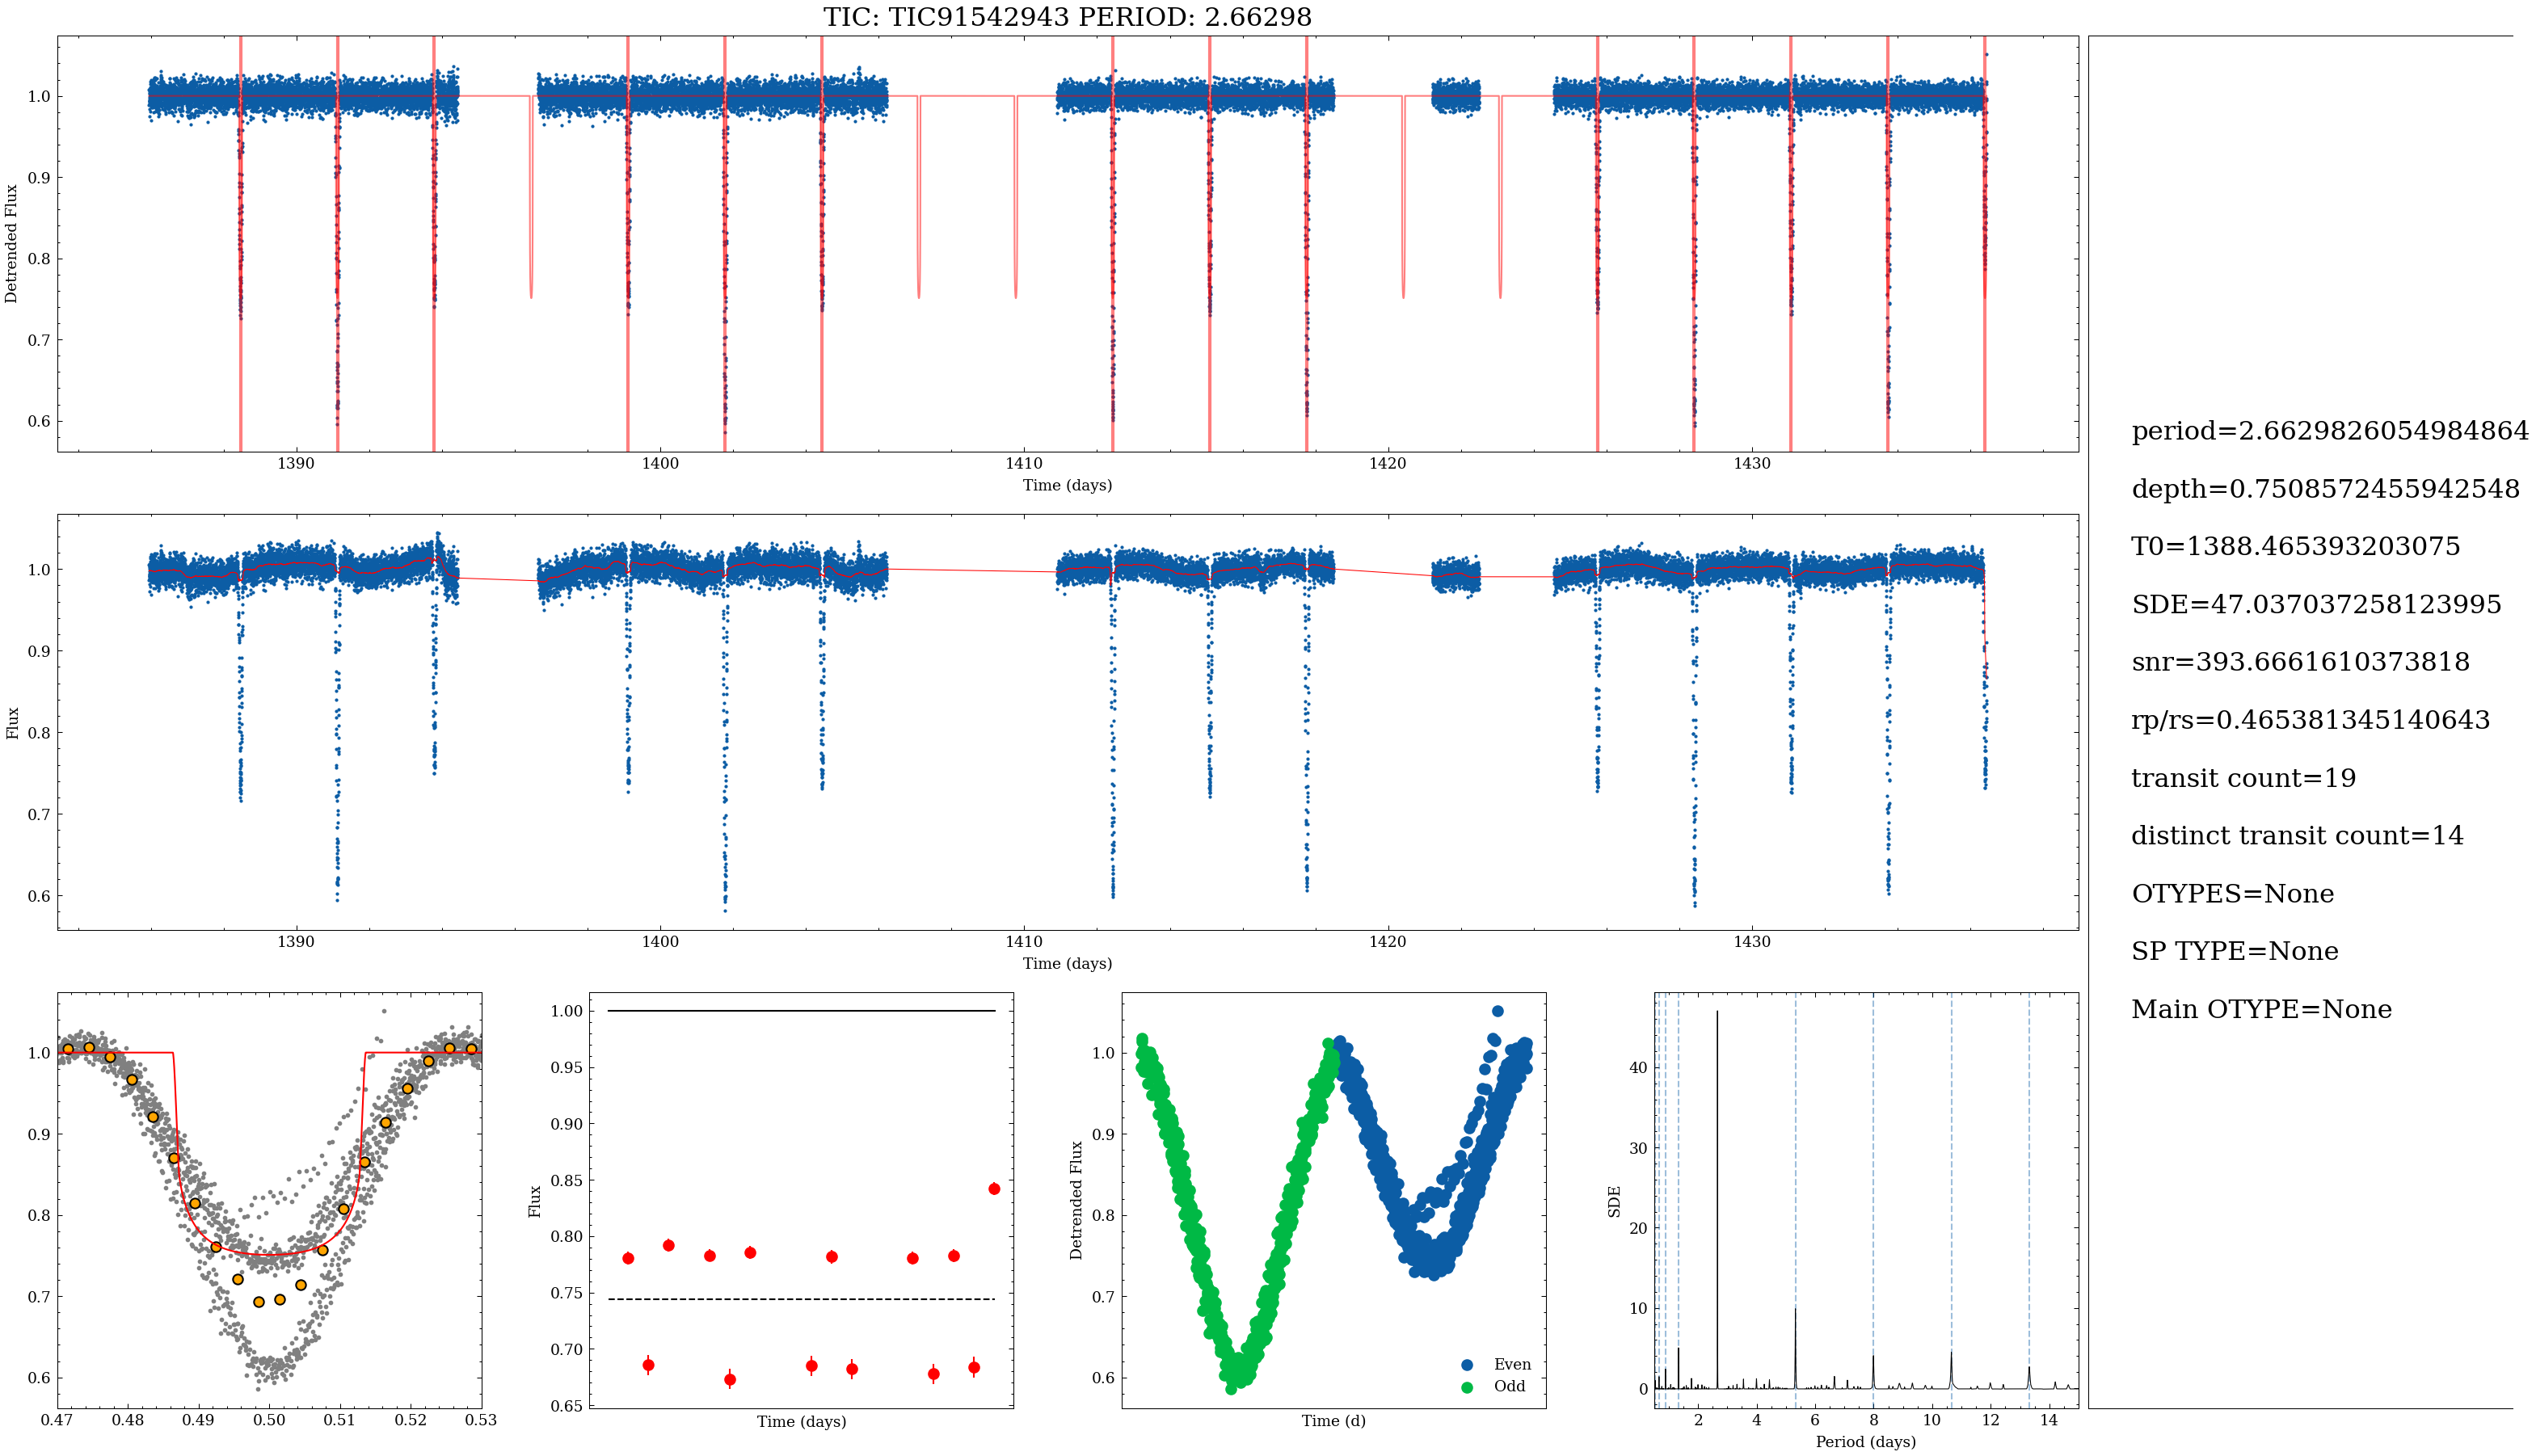 TIC: TIC91542943 PERIOD: 2.66298
1.0
0.9
0.8
0.7
0.6
Detrended Flux
1390
1400
1410
1420
1430
Time (days)
1.0
0.9
0.8
0.7
0.6
Flux
1390
1400
1410
1420
1430
Time (days)
period=2.6629826054984864
depth=0.7508572455942548
T0=1388.465393203075
SDE=47.037037258123995
snr=393.6661610373818
rp/rs=0.465381345140643
transit count=19
distinct transit count=14
OTYPES=None
SP TYPE=None
Main OTYPE=None
1.0
0.9
0.8
0.7
0.6
0.47
0.48
0.49
0.50
0.51
0.52
0.53
1.00
0.95
0.90
0.85
0.80
0.75
0.70
0.65
Flux
Time (days)
1.0
0.9
0.8
0.7
0.6
Detrended Flux
Even
Odd
Time (d)
40
30
20
10
0
SDE
2
4
6
8
10
12
14
Period (days)